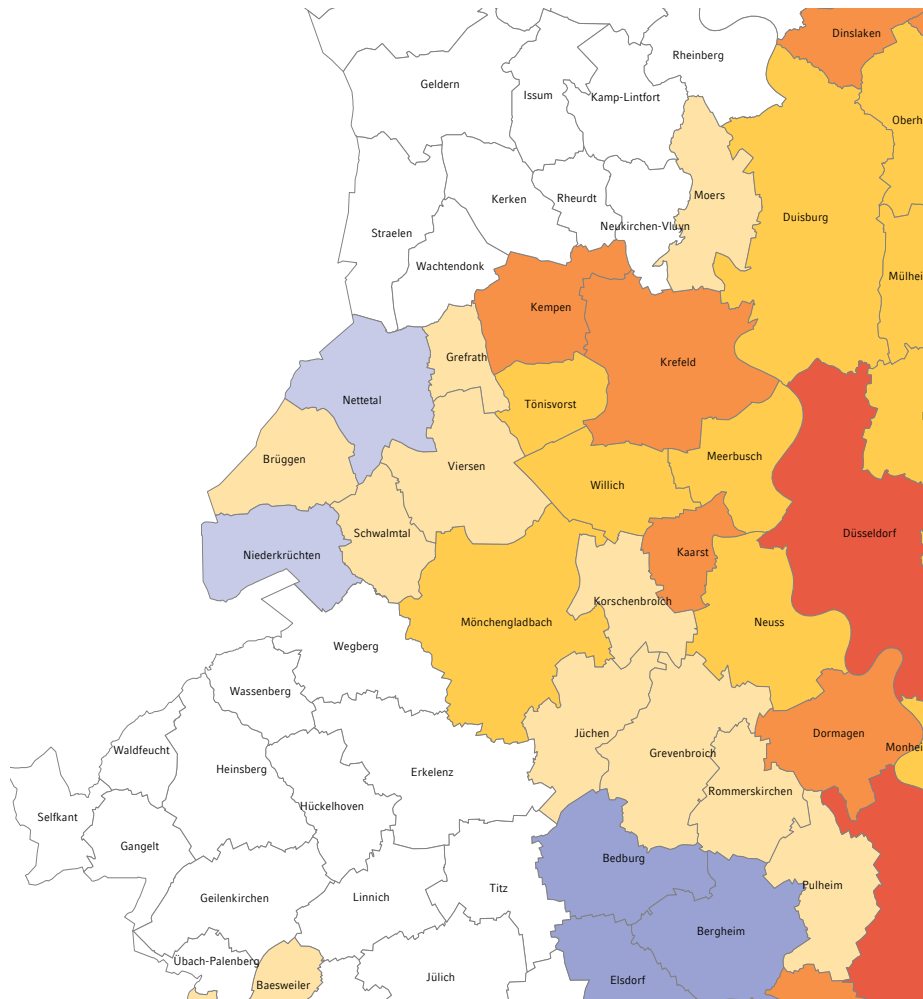 Dinslaken
Rheinberg
Geldern
Issum
Kamp-Lintfort
Oberh
Moers
Kerken
Rheurdt
Duisburg
Neukirchen-Vluyn
Straelen
Wachtendonk
Mülhei
Kempen
Grefrath
Krefeld
Nettetal
Tönisvorst
Meerbusch
Brüggen
Viersen
Willich
Schwalmtal
Düsseldorf
Niederkrüchten
Kaarst
Korschenbroich
Mönchengladbach
Neuss
Wegberg
Wassenberg
Jüchen
Dormagen
Waldfeucht
Monhei
Grevenbroich
Heinsberg
Erkelenz
Rommerskirchen
Hückelhoven
Selfkant
Gangelt
Bedburg
Pulheim
Titz
Geilenkirchen
Linnich
Bergheim
Übach-Palenberg
Jülich
Elsdorf
Baesweiler